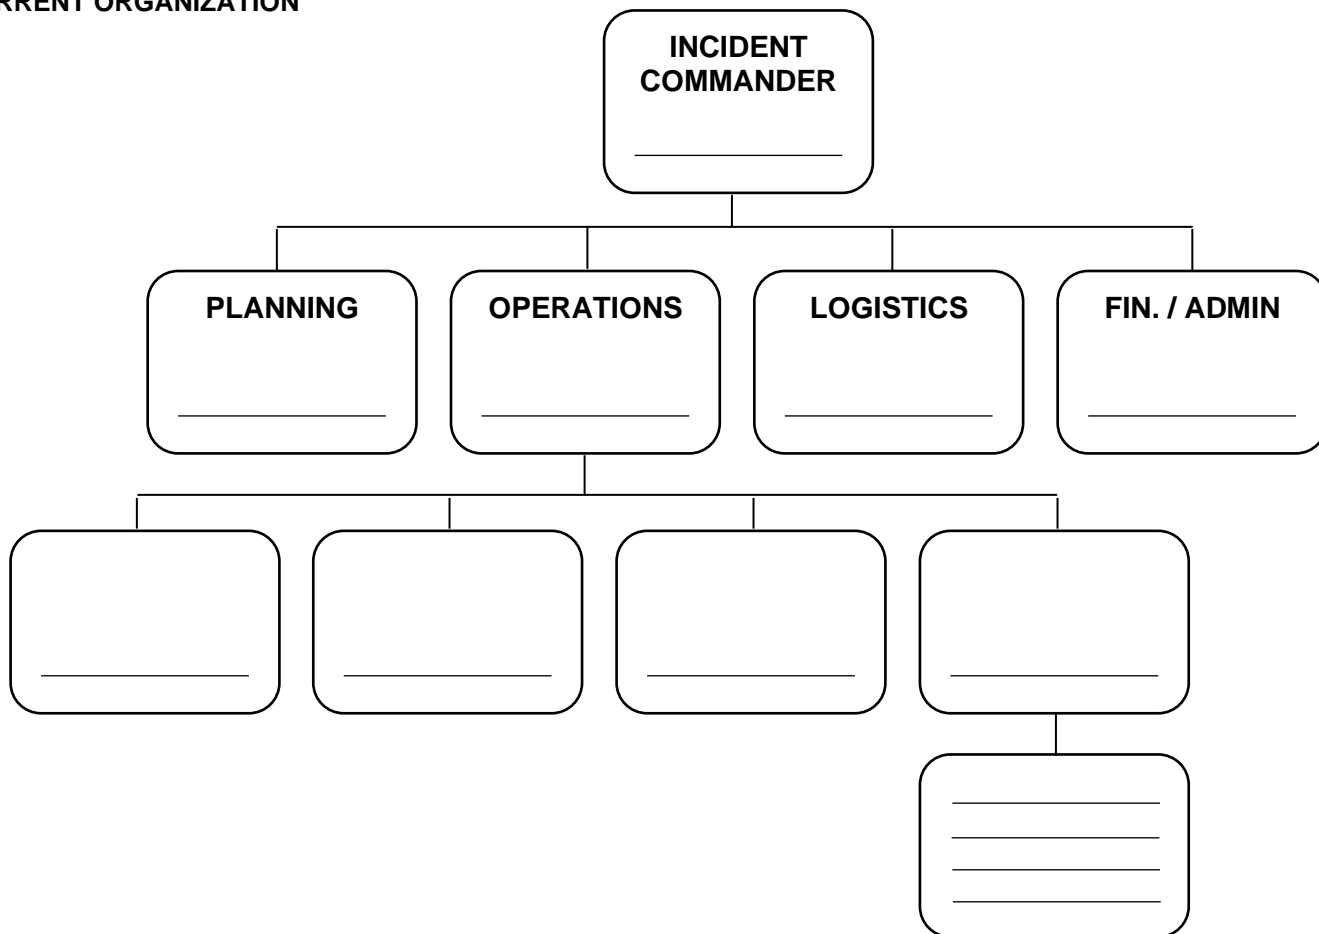 RRENT ORGANIZATION
INCIDENT
COMMANDER
PLANNING
OPERATIONS
LOGISTICS
FIN. / ADMIN